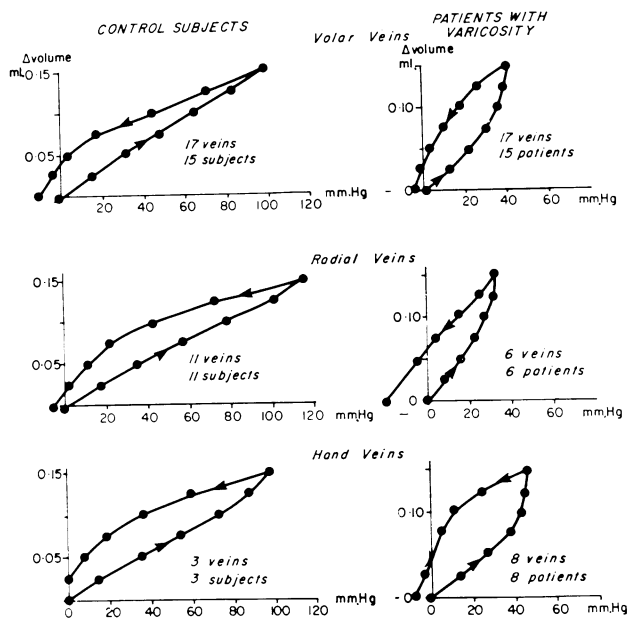 CONTROL SUBJECTS
PATIENTS WITH
VARICOSITY
Volar Veins
Δvolume
ml.
0·15
0·05
17 veins
15 subjects
0 20 40 60 80 100 120
mm.Hg
Δvolume
ml.
0·10
- 0
17 veins
15 patients
20 40 60
mm.Hg
Radial Veins
0·15
0·05
11 veins
11 subjects
0 20 40 60 80 100 120
mm.Hg
0·10
0
6 veins
6 patients
- 0 20 40 60
mm.Hg
Hand Veins
0·15
0·05
3 veins
3 subjects
0 20 40 60 80 100 120
mm.Hg
0·10
- 0
8 veins
8 patients
0 20 40 60
mm.Hg